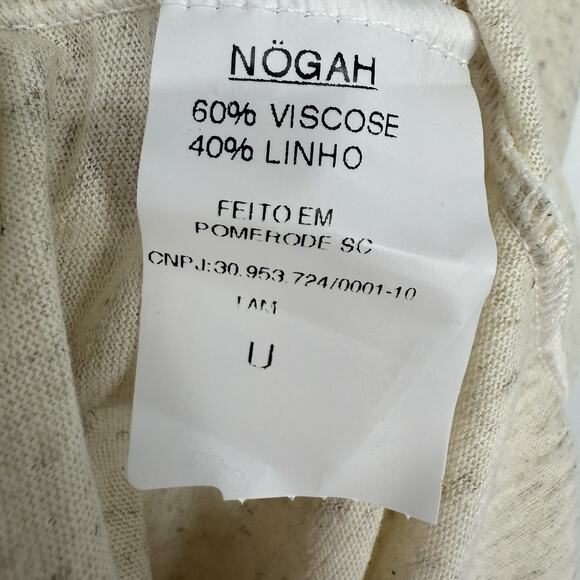 NÖGAH
60% VISCOSE
40% LINHO
FEITO EM
POMERODE SC
CNPJ:30.953.724/0001-10
TAM
U